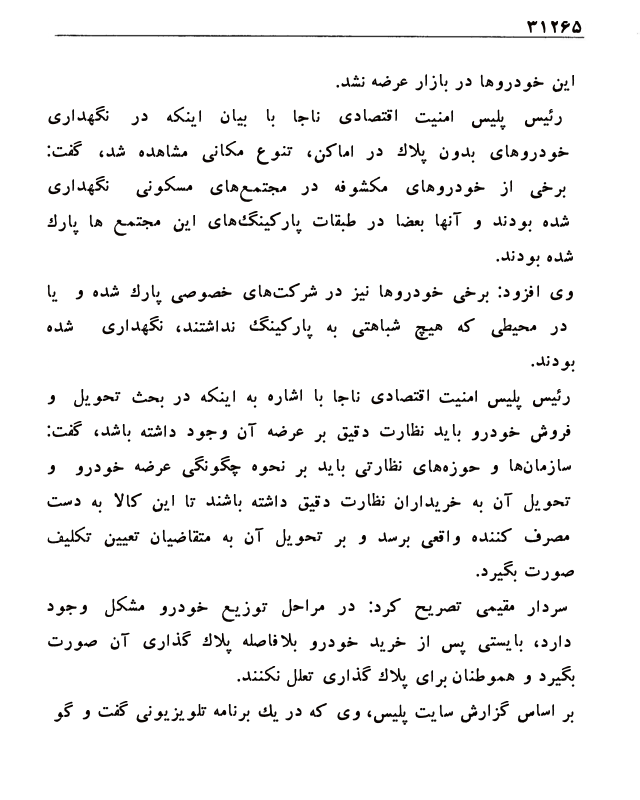 ۳۱۲۶۵
این خودروها در بازار عرضه نشد.
رئیس پلیس امنیت اقتصادی ناجا با بیان اینکه در نگهداری
خودروهای بدون پلاك در اماکن، تنوع مکانی مشاهده شد، گفت:
برخی از خودروهای مکشوفه در مجتمع‌های مسکونی نگهداری
شده بودند و آنها بعضا در طبقات پارکینگ‌های این مجتمع ها پارك
شده بودند.
وی افزود: برخی خودروها نیز در شرکت‌های خصوصی پارك شده و یا
در محیطی که هیچ شباهتی به پارکینگ نداشتند، نگهداری شده
بودند.
رئیس پلیس امنیت اقتصادی ناجا با اشاره به اینکه در بحث تحویل و
فروش خودرو باید نظارت دقیق بر عرضه آن وجود داشته باشد، گفت:
سازمان‌ها و حوزه‌های نظارتی باید بر نحوه چگونگی عرضه خودرو و
تحویل آن به خریداران نظارت دقیق داشته باشند تا این کالا به دست
مصرف کننده واقعی برسد و بر تحویل آن به متقاضیان تعیین تکلیف
صورت بگیرد.
سردار مقیمی تصریح کرد: در مراحل توزیع خودرو مشکل وجود
دارد، بایستی پس از خرید خودرو بلافاصله پلاك گذاری آن صورت
بگیرد و هموطنان برای پلاك گذاری تعلل نکنند.
بر اساس گزارش سایت پلیس، وی که در یك برنامه تلویزیونی گفت و گو